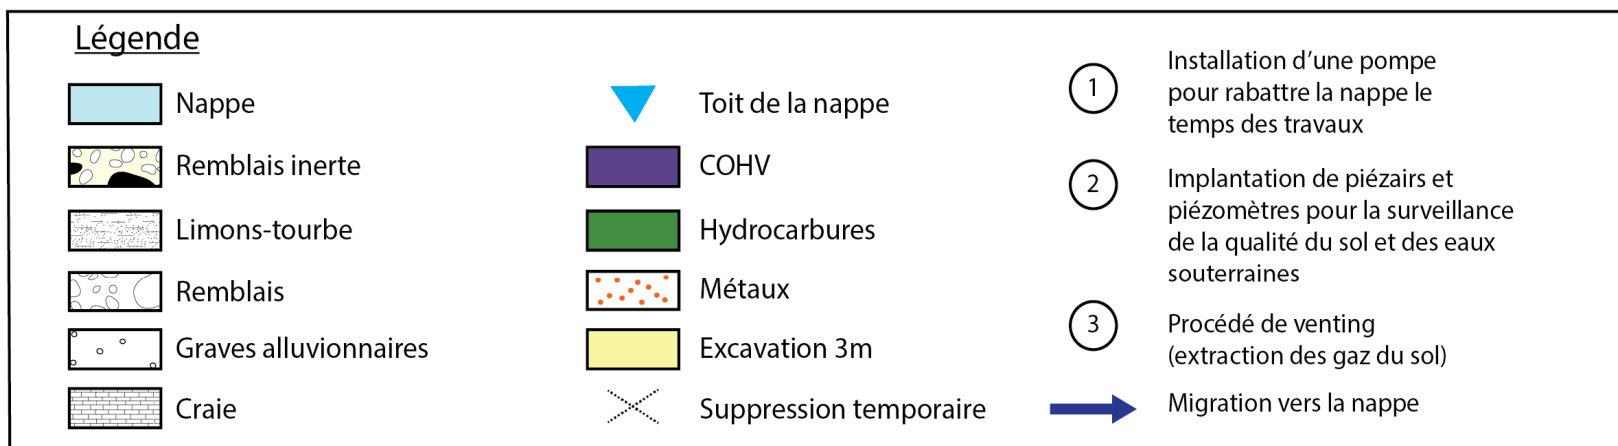 Légende
Nappe
Remblais inerte
Limons-tourbe
Remblais
Graves alluvionnaires
Craie
Toit de la nappe
COHV
Hydrocarbures
Métaux
Excavation 3m
Suppression temporaire
1
Installation d’une pompe
pour rabattre la nappe le
temps des travaux
2
Implantation de piézairs et
piézomètres pour la surveillance
de la qualité du sol et des eaux
souterraines
3
Procédé de venting
(extraction des gaz du sol)
Migration vers la nappe